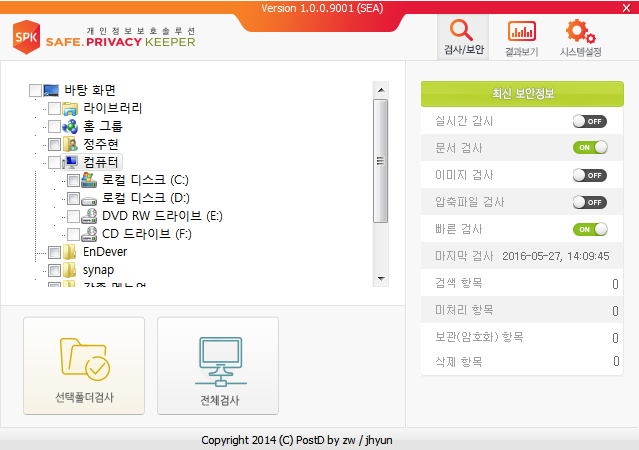 Version 1.0.0.9001 (SEA)
X
SPK
개인정보보호솔루션
SAFE. PRIVACY KEEPER
검사/보안
결과보기
시스템설정
바탕 화면
라이브러리
홈 그룹
정주현
컴퓨터
로컬 디스크 (C:)
로컬 디스크 (D:)
DVD RW 드라이브 (E:)
CD 드라이브 (F:)
EnDever
synap
선택폴더검사
전체검사
최신 보안정보
실시간 감시 OFF
문서 검사 ON
이미지 검사 OFF
압축파일 검사 OFF
빠른 검사 ON
마지막 검사 2016-05-27, 14:09:45
검색 항목 0
미처리 항목 0
보관(암호화) 항목 0
삭제 항목 0
Copyright 2014 (C) PostD by zw / jhyun